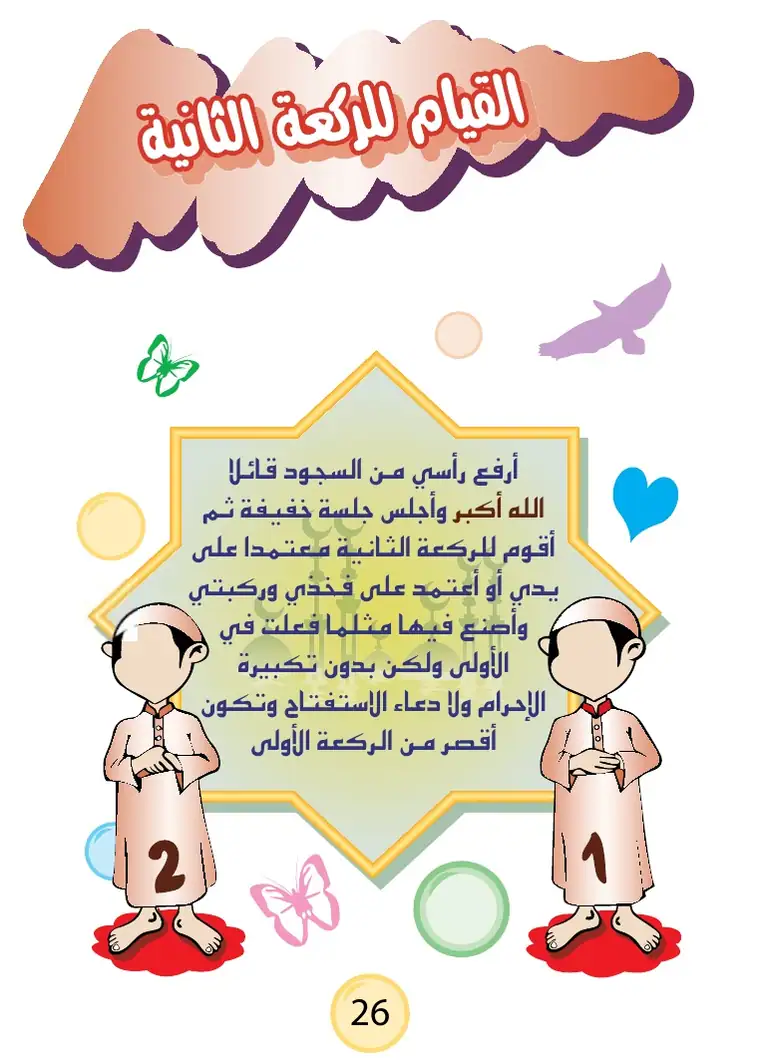 القيام للركعة الثانية
أرفع رأسي من السجود قائلا
الله أكبر وأجلس جلسة خفيفة ثم
أقوم للركعة الثانية معتمدا على
يدي أو أعتمد على فخذي وركبتي
وأصنع فيها مثلما فعلت في
الأولى ولكن بدون تكبيرة
الإحرام ولا دعاء الاستفتاح وتكون
أقصر من الركعة الأولى
1
2
26